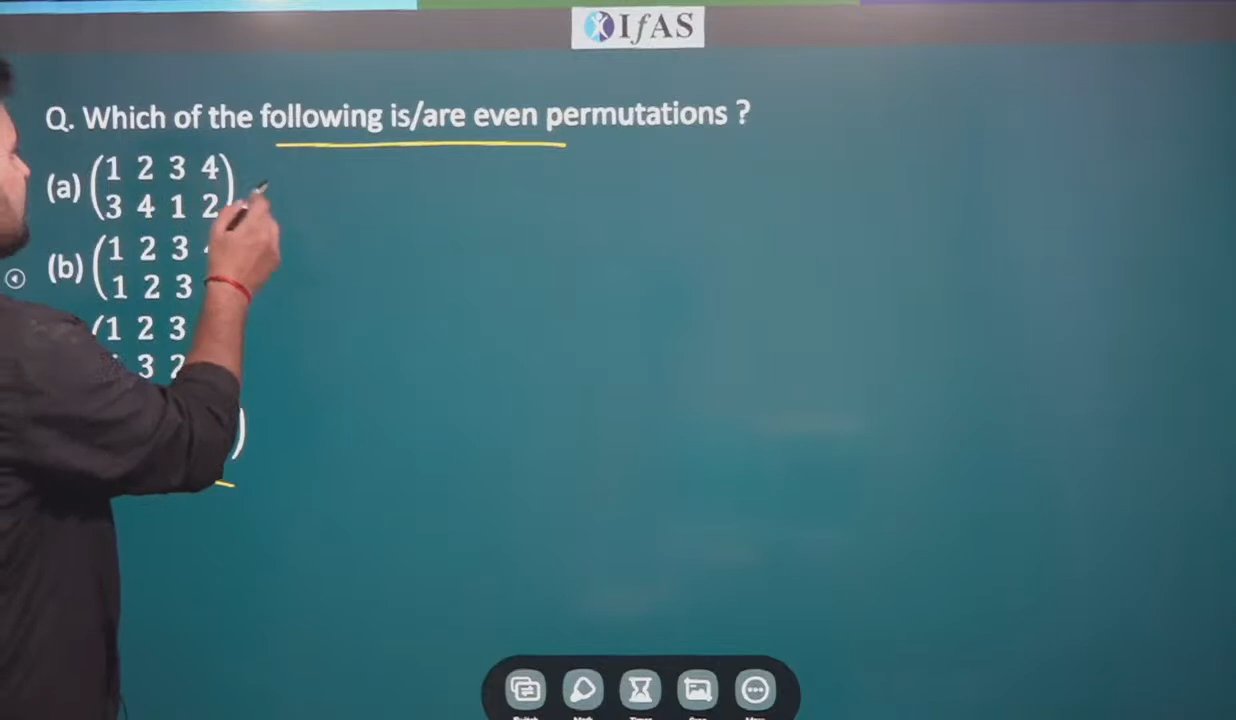 IfAS
Q. Which of the following is/are even permutations ?
(a) (1 2 3 4)
(3 4 1 2)
(b) (1 2 3
(1 2 3
(1 2 3
3 2
)